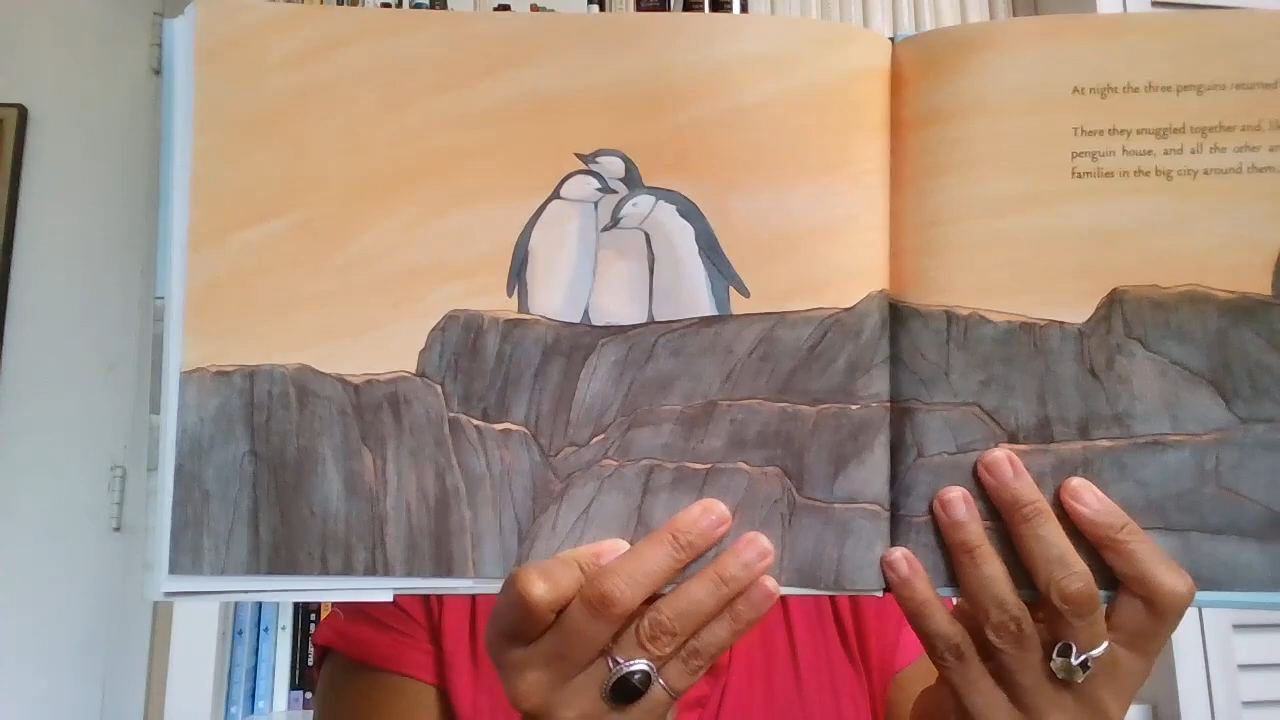 At night the three penguins returned
There they snuggled together and,
penguin house, and all the other
families in the big city around them.